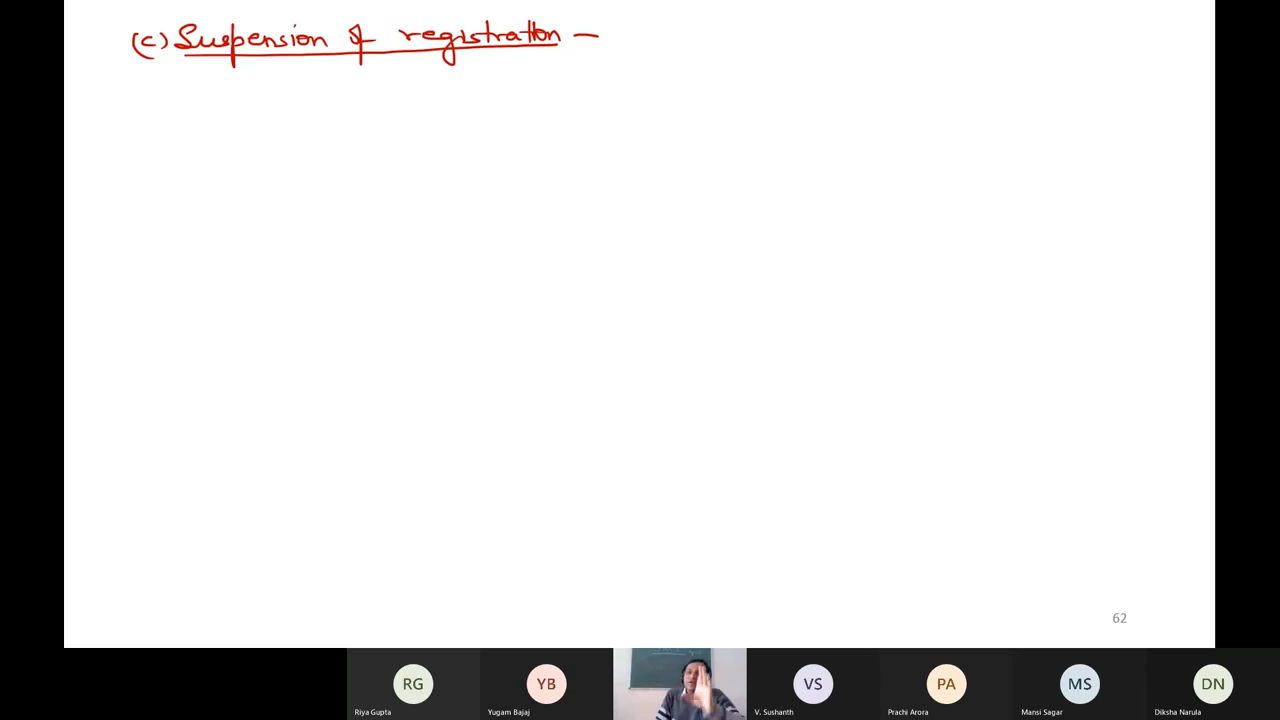 (c) Suspension of registration –
62
RG YB VS PA MS DN
Riya Gupta Yugam Bajaj V. Sushanth Prachi Arora Mansi Sagar Diksha Narula